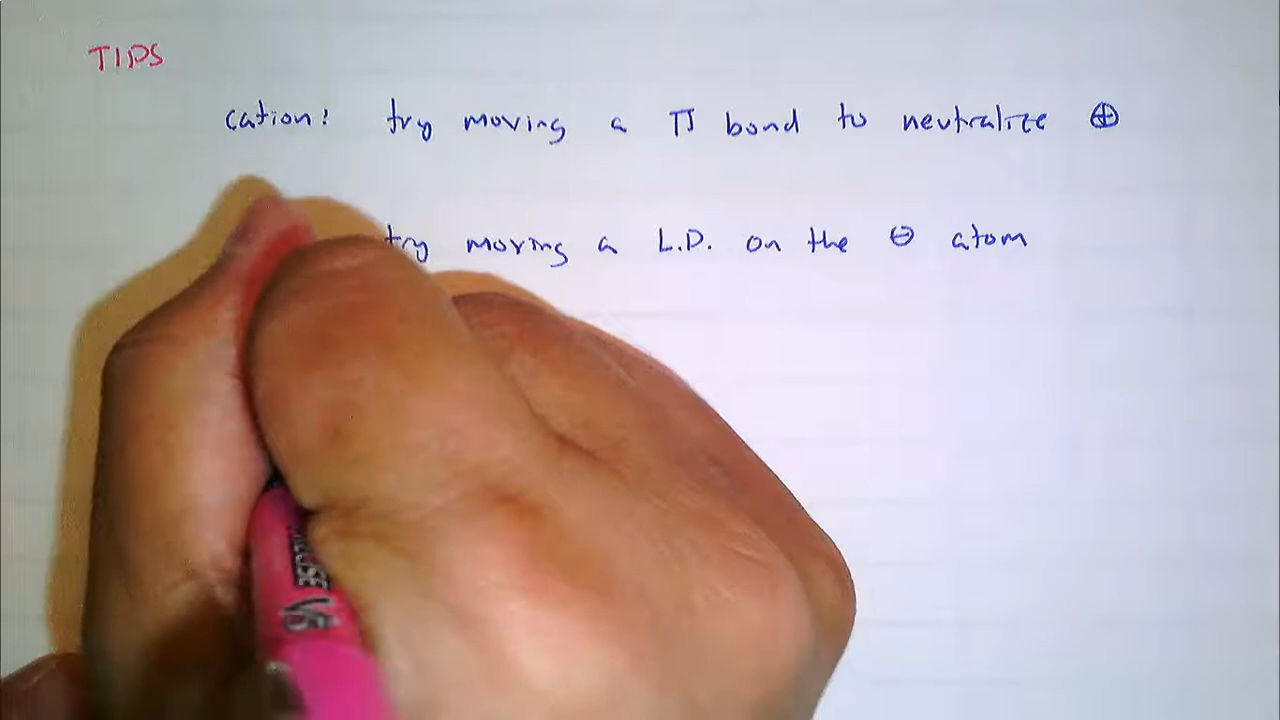 TIPS
cation: try moving a π bond to neutralize ⊕
try moving a L.P. on the ⊖ atom